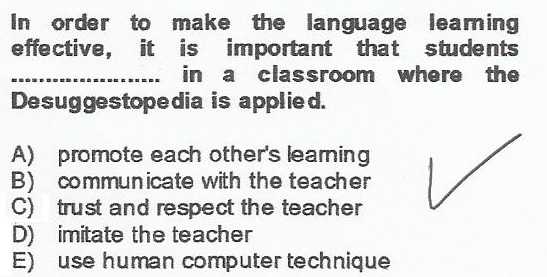 In order to make the language learning
effective, it is important that students
....................... in a classroom where the
Desuggestopedia is applied.
A) promote each other's learning
B) communicate with the teacher
C) trust and respect the teacher
D) imitate the teacher
E) use human computer technique